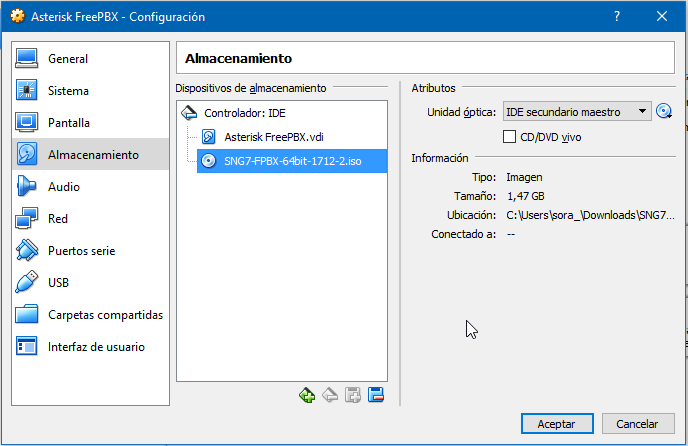 Asterisk FreePBX - Configuración
?
General
Sistema
Pantalla
Almacenamiento
Audio
Red
Puertos serie
USB
Carpetas compartidas
Interfaz de usuario
Almacenamiento
Dispositivos de almacenamiento
Controlador: IDE
Asterisk FreePBX.vdi
SNG7-FPBX-64bit-1712-2.iso
Atributos
Unidad óptica: IDE secundario maestro
CD/DVD vivo
Información
Tipo: Imagen
Tamaño: 1,47 GB
Ubicación: C:\Users\sora_\Downloads\SNG7...
Conectado a: --
Aceptar Cancelar